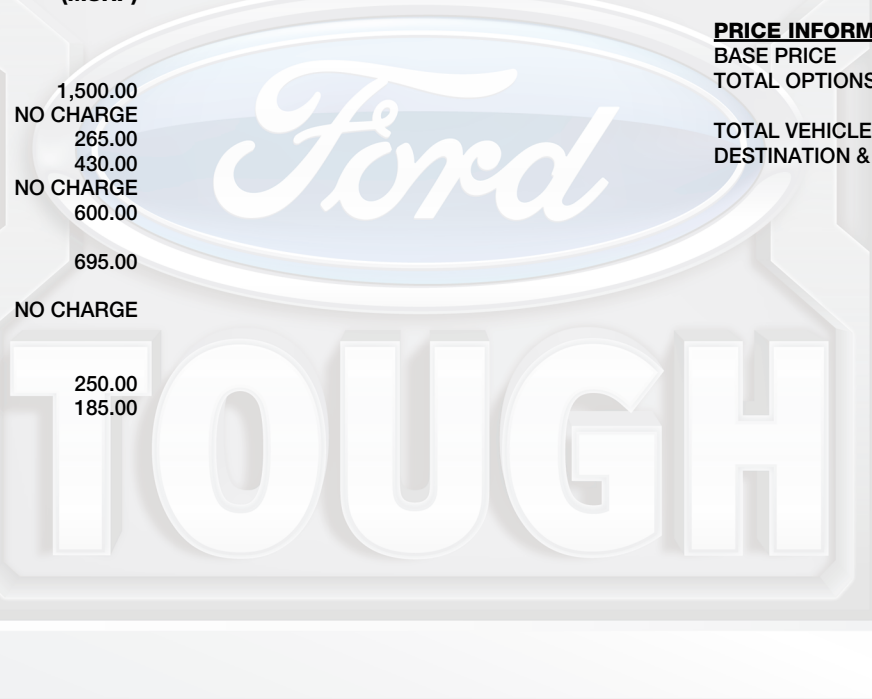 (MSRP)
1,500.00
NO CHARGE
265.00
430.00
NO CHARGE
600.00
695.00
NO CHARGE
250.00
185.00
PRICE INFORM
BASE PRICE
TOTAL OPTIONS
TOTAL VEHICLE
DESTINATION &
Ford
TOUGH